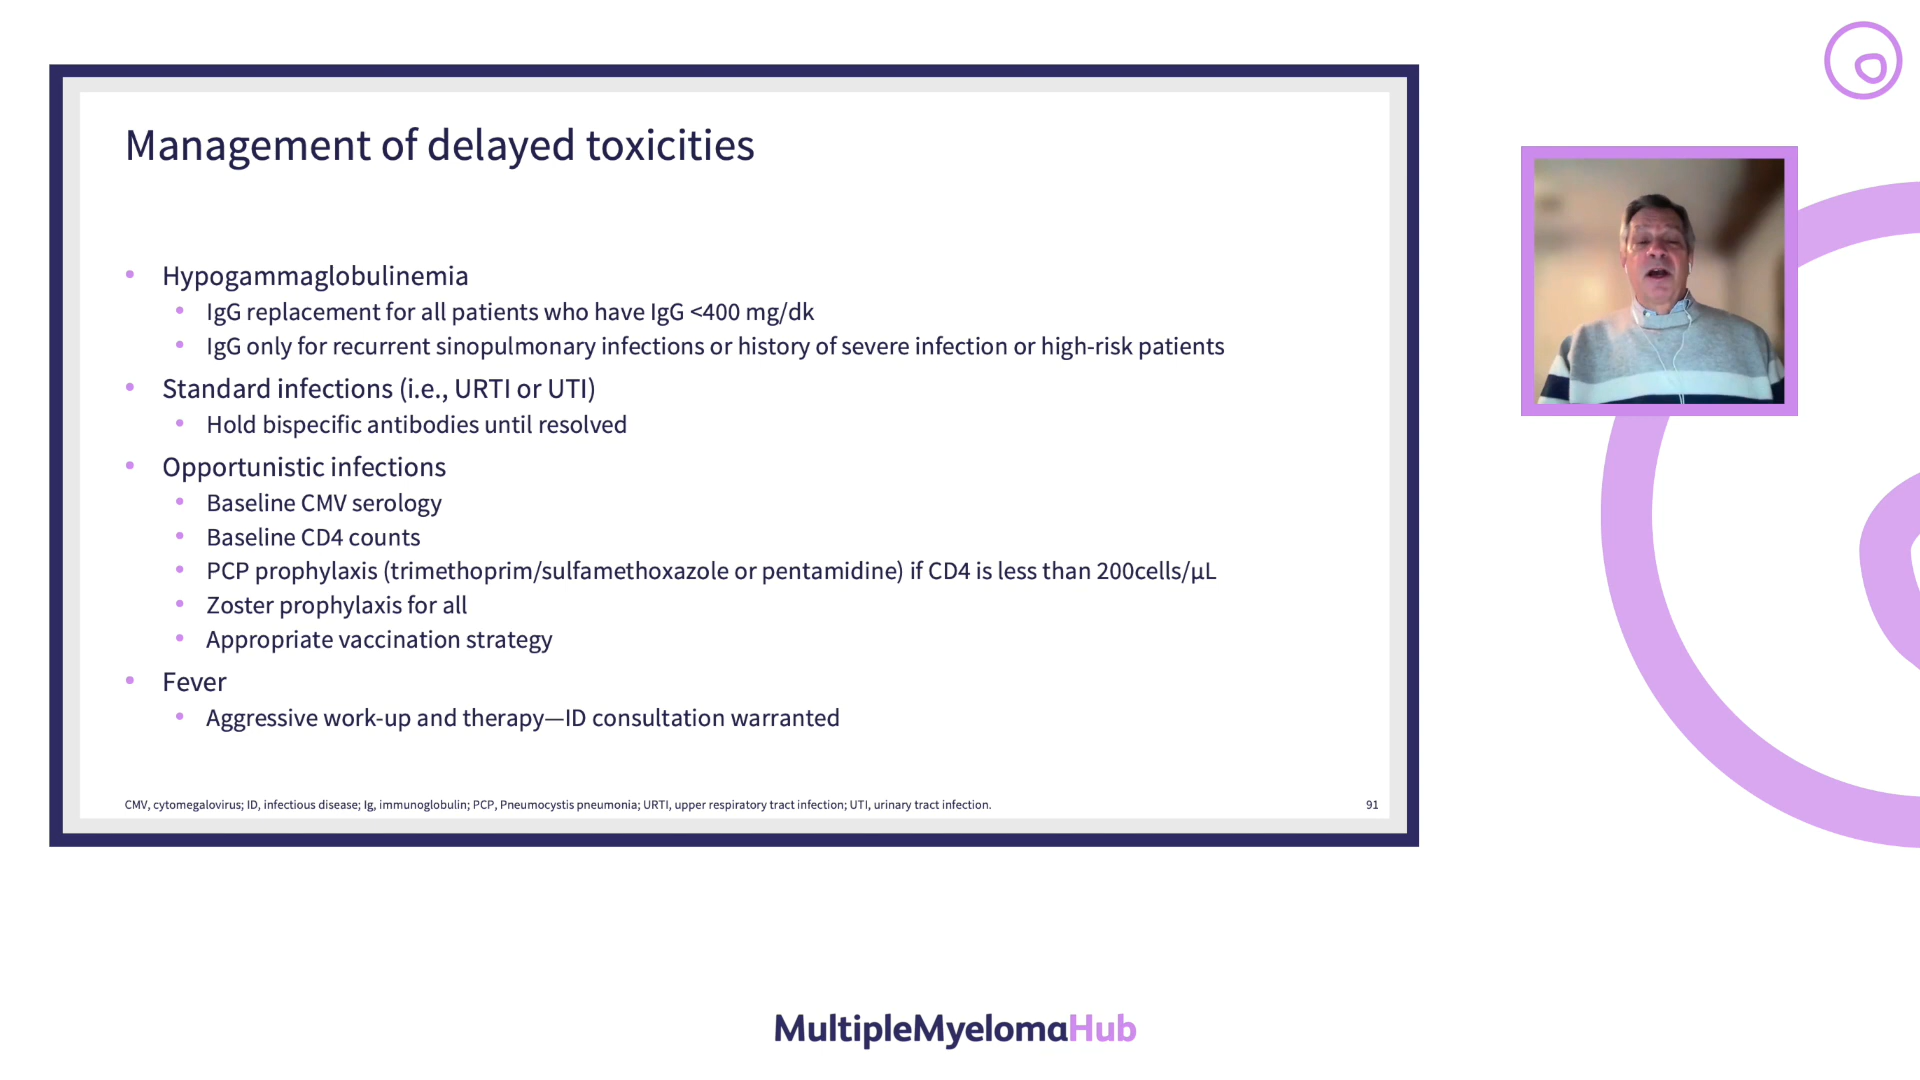 Management of delayed toxicities
• Hypogammaglobulinemia
• IgG replacement for all patients who have IgG <400 mg/dk
• IgG only for recurrent sinopulmonary infections or history of severe infection or high-risk patients
• Standard infections (i.e., URTI or UTI)
• Hold bispecific antibodies until resolved
• Opportunistic infections
• Baseline CMV serology
• Baseline CD4 counts
• PCP prophylaxis (trimethoprim/sulfamethoxazole or pentamidine) if CD4 is less than 200cells/µL
• Zoster prophylaxis for all
• Appropriate vaccination strategy
• Fever
• Aggressive work-up and therapy—ID consultation warranted
CMV, cytomegalovirus; ID, infectious disease; Ig, immunoglobulin; PCP, Pneumocystis pneumonia; URTI, upper respiratory tract infection; UTI, urinary tract infection.
91
MultipleMyelomaHub